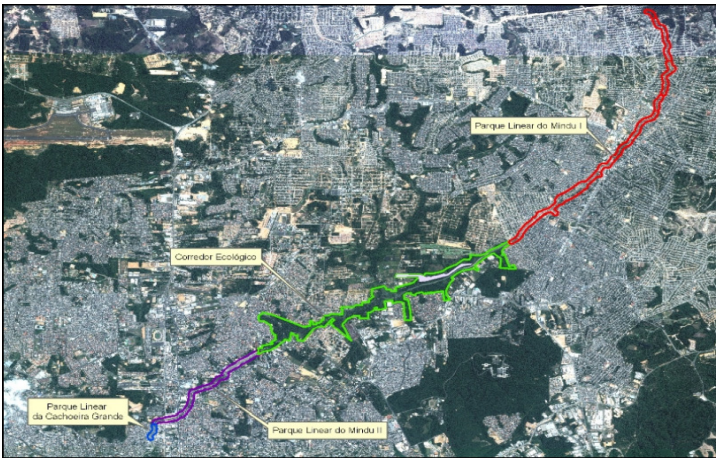 Parque Linear do Mindu I
Corredor Ecológico
Parque Linear
da Cachoeira Grande
Parque Linear do Mindu II